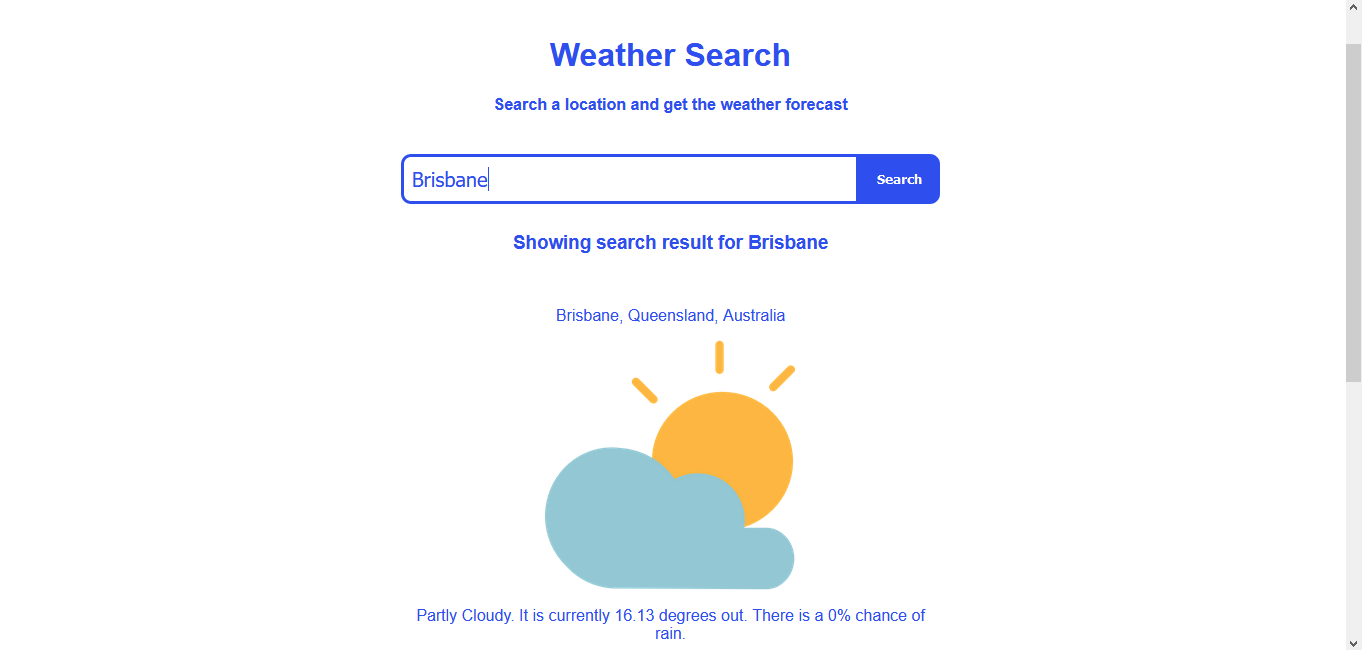 Weather Search
Search a location and get the weather forecast
Brisbane
Search
Showing search result for Brisbane
Brisbane, Queensland, Australia
Partly Cloudy. It is currently 16.13 degrees out. There is a 0% chance of
rain.